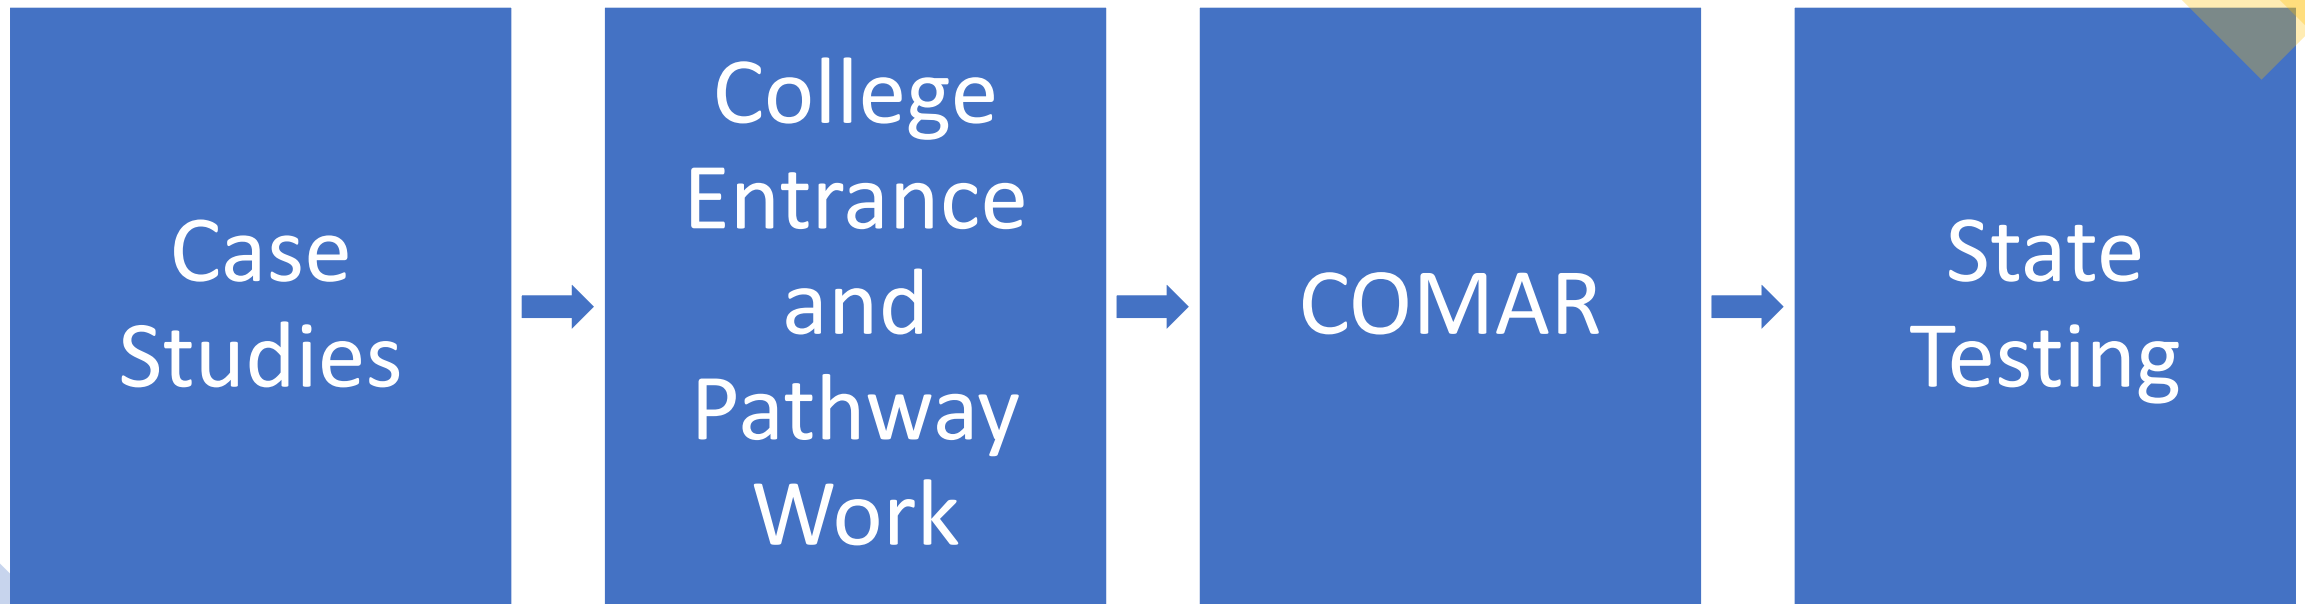 Case
Studies
College
Entrance
and
Pathway
Work
COMAR
State
Testing